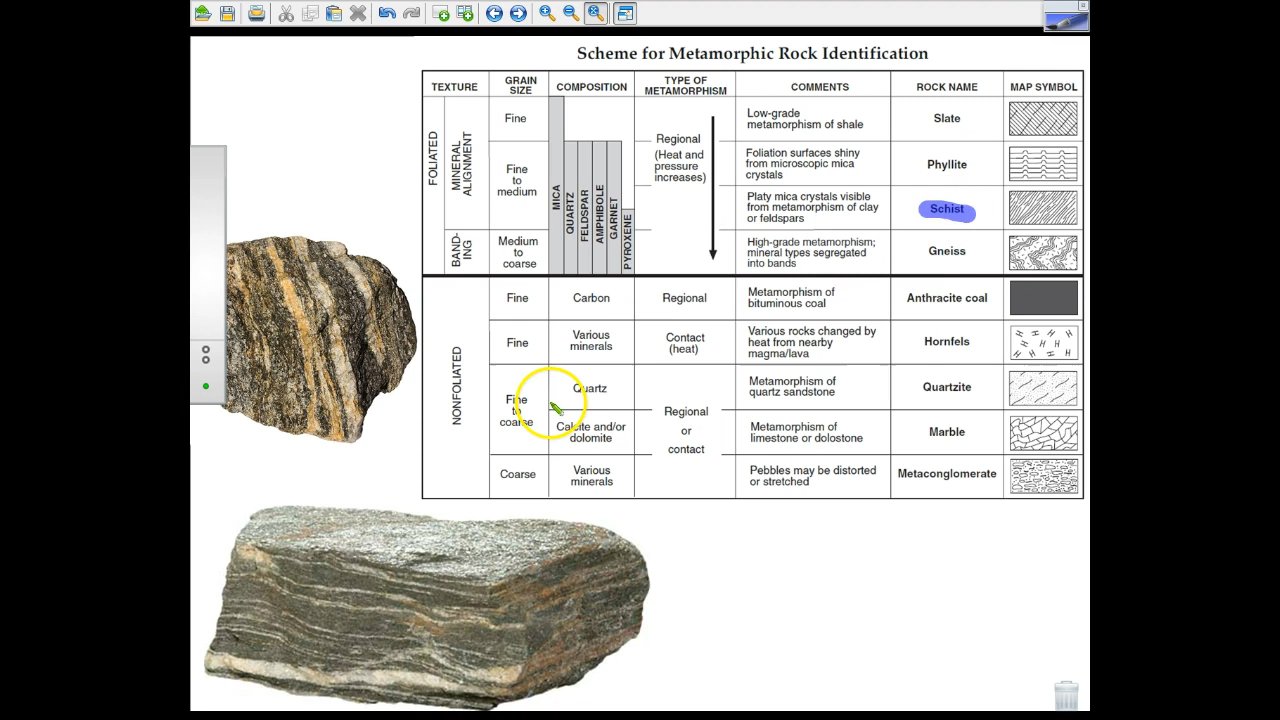 Scheme for Metamorphic Rock Identification
TEXTURE
GRAIN
SIZE
COMPOSITION
TYPE OF
METAMORPHISM
COMMENTS
ROCK NAME
MAP SYMBOL
FOLIATED
MINERAL
ALIGNMENT
Fine
MICA
QUARTZ
FELDSPAR
AMPHIBOLE
GARNET
PYROXENE
Regional
(Heat and
pressure
increases)
Low-grade
metamorphism of shale
Slate
Fine
to
medium
Foliation surfaces shiny
from microscopic mica
crystals
Phyllite
Platy mica crystals visible
from metamorphism of clay
or feldspars
Schist
BAND-
ING
Medium
to
coarse
High-grade metamorphism;
mineral types segregated
into bands
Gneiss
NONFOLIATED
Fine
Carbon
Regional
Metamorphism of
bituminous coal
Anthracite coal
Fine
Various
minerals
Contact
(heat)
Various rocks changed by
heat from nearby
magma/lava
Hornfels
H H H H H H H H H H
Fine
to
coarse
Quartz
Regional
or
contact
Metamorphism of
quartz sandstone
Quartzite
Calcite and/or
dolomite
Metamorphism of
limestone or dolostone
Marble
Coarse
Various
minerals
Pebbles may be distorted
or stretched
Metaconglomerate